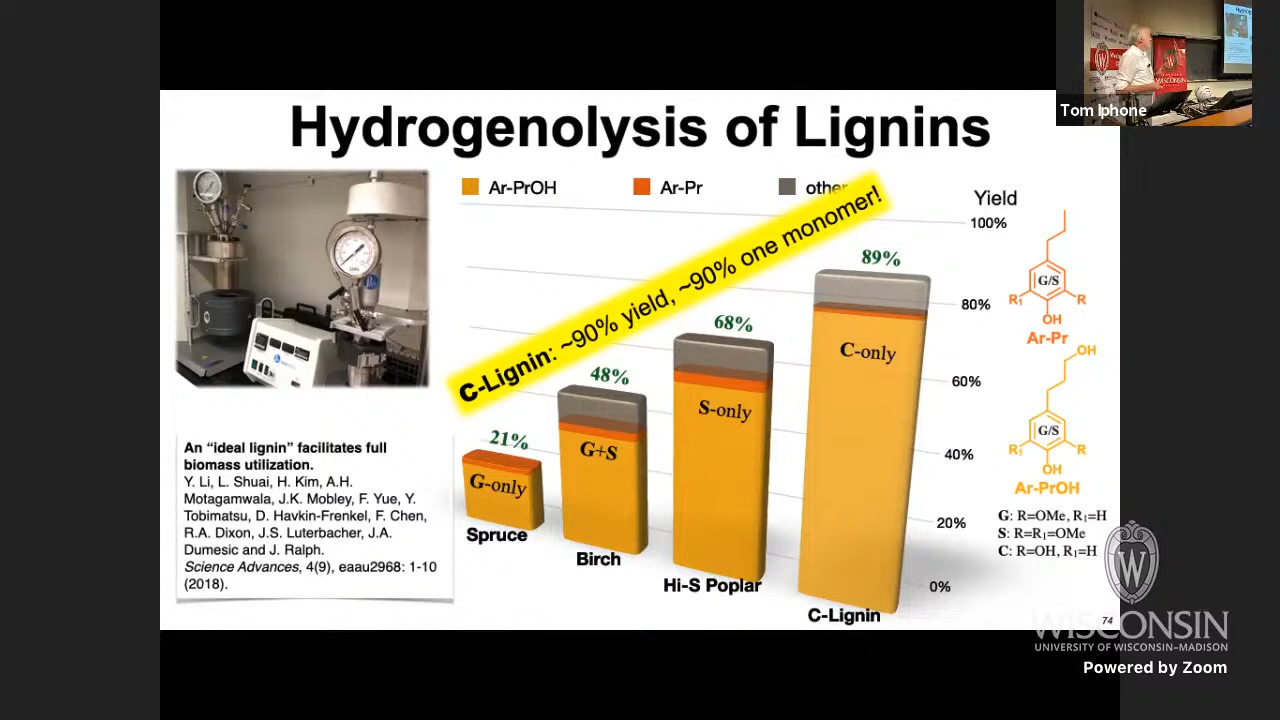 Hydrogenolysis of Lignins
Tom Iphone
WISCONSIN
Ar-PrOH
Ar-Pr
other
Yield
100%
80%
60%
40%
20%
0%
C-Lignin: ~90% yield, ~90% one monomer!
21%
48%
68%
89%
G-only
G+S
S-only
C-only
Spruce
Birch
Hi-S Poplar
C-Lignin
An “ideal lignin” facilitates full
biomass utilization.
Y. Li, L. Shuai, H. Kim, A.H.
Motagamwala, J.K. Mobley, F. Yue, Y.
Tobimatsu, D. Havkin-Frenkel, F. Chen,
R.A. Dixon, J.S. Luterbacher, J.A.
Dumesic and J. Ralph.
Science Advances, 4(9), eaau2968: 1-10
(2018).
G/S
R₁
R
OH
Ar-Pr
OH
G/S
R₁
R
OH
Ar-PrOH
G: R=OMe, R₁=H
S: R=R₁=OMe
C: R=OH, R₁=H
74
W
WISCONSIN
UNIVERSITY OF WISCONSIN–MADISON
Powered by Zoom